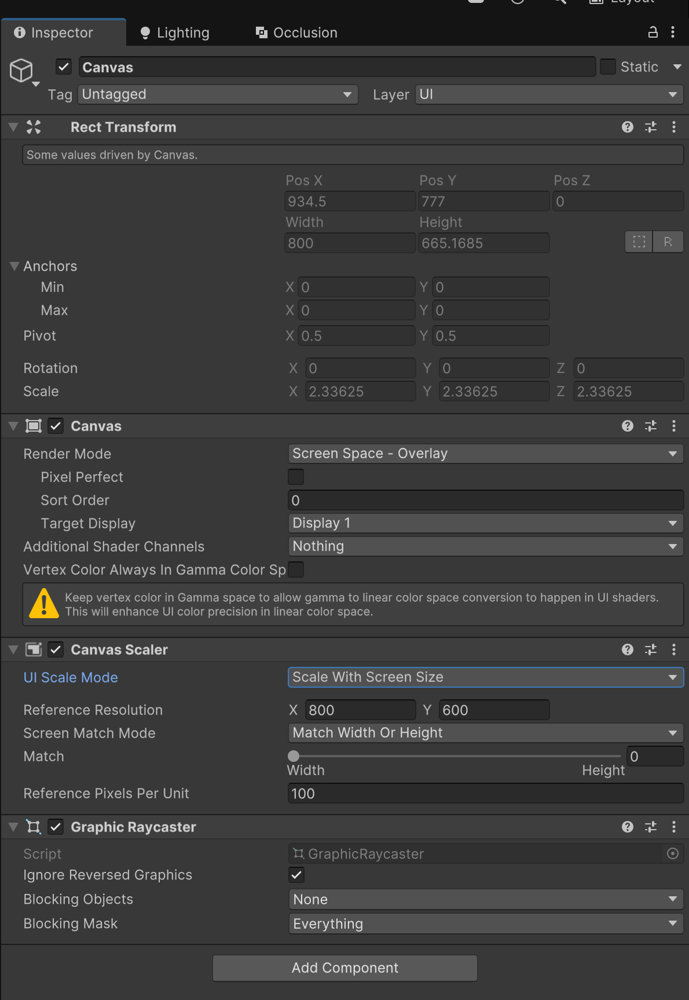 Layout
Inspector
Lighting
Occlusion
Canvas
Static
Tag Untagged
Layer UI
Rect Transform
Some values driven by Canvas.
Pos X Pos Y Pos Z
934.5 777 0
Width Height
800 665.1685
R
Anchors
Min X 0 Y 0
Max X 0 Y 0
Pivot X 0.5 Y 0.5
Rotation X 0 Y 0 Z 0
Scale X 2.33625 Y 2.33625 Z 2.33625
Canvas
Render Mode Screen Space - Overlay
Pixel Perfect
Sort Order 0
Target Display Display 1
Additional Shader Channels Nothing
Vertex Color Always In Gamma Color Sp
Keep vertex color in Gamma space to allow gamma to linear color space conversion to happen in UI shaders.
This will enhance UI color precision in linear color space.
Canvas Scaler
UI Scale Mode Scale With Screen Size
Reference Resolution X 800 Y 600
Screen Match Mode Match Width Or Height
Match 0
Width Height
Reference Pixels Per Unit 100
Graphic Raycaster
Script GraphicRaycaster
Ignore Reversed Graphics
Blocking Objects None
Blocking Mask Everything
Add Component